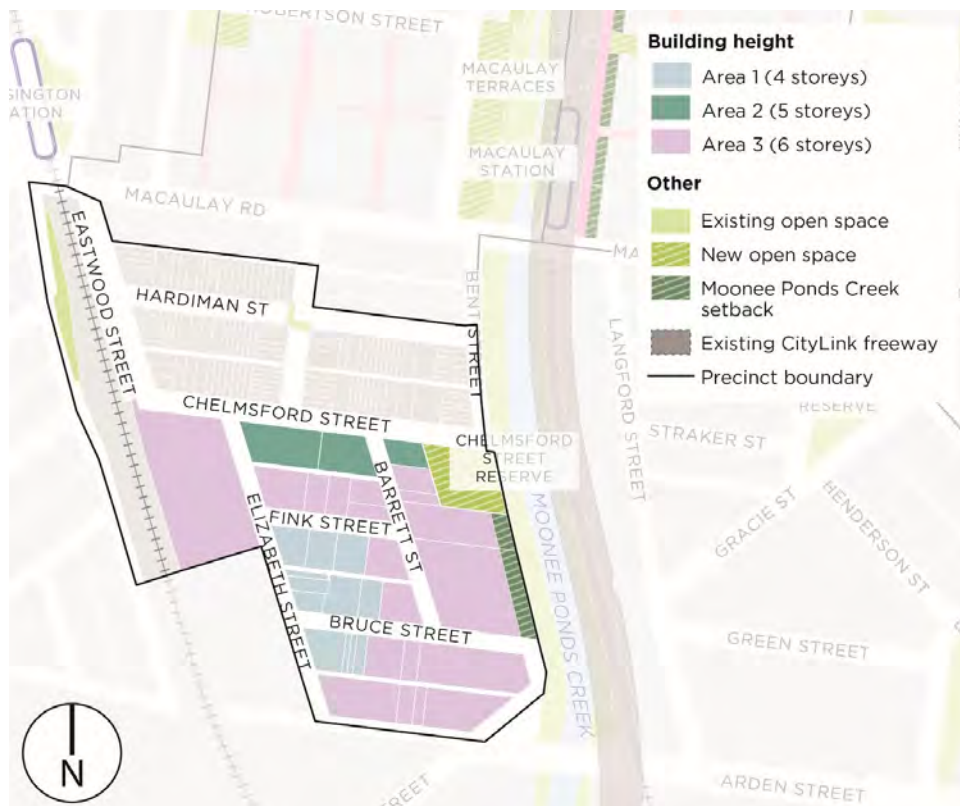 ROBERTSON STREET
MACAULAY
TERRACES
MACAULAY
STATION
MACAULAY RD
EASTWOOD STREET
HARDIMAN ST
BENT STREET
CHELMSFORD STREET
CHELMSFORD
STREET
RESERVE
BARRETT ST
ELIZABETH STREET
FINK STREET
BRUCE STREET
MOONEE PONDS CREEK
LANGFORD STREET
STRAKER ST
RESERVE
GRACIE ST
HENDERSON ST
GREEN STREET
ARDEN STREET
N
Building height
Area 1 (4 storeys)
Area 2 (5 storeys)
Area 3 (6 storeys)
Other
Existing open space
New open space
Moonee Ponds Creek
setback
Existing CityLink freeway
Precinct boundary